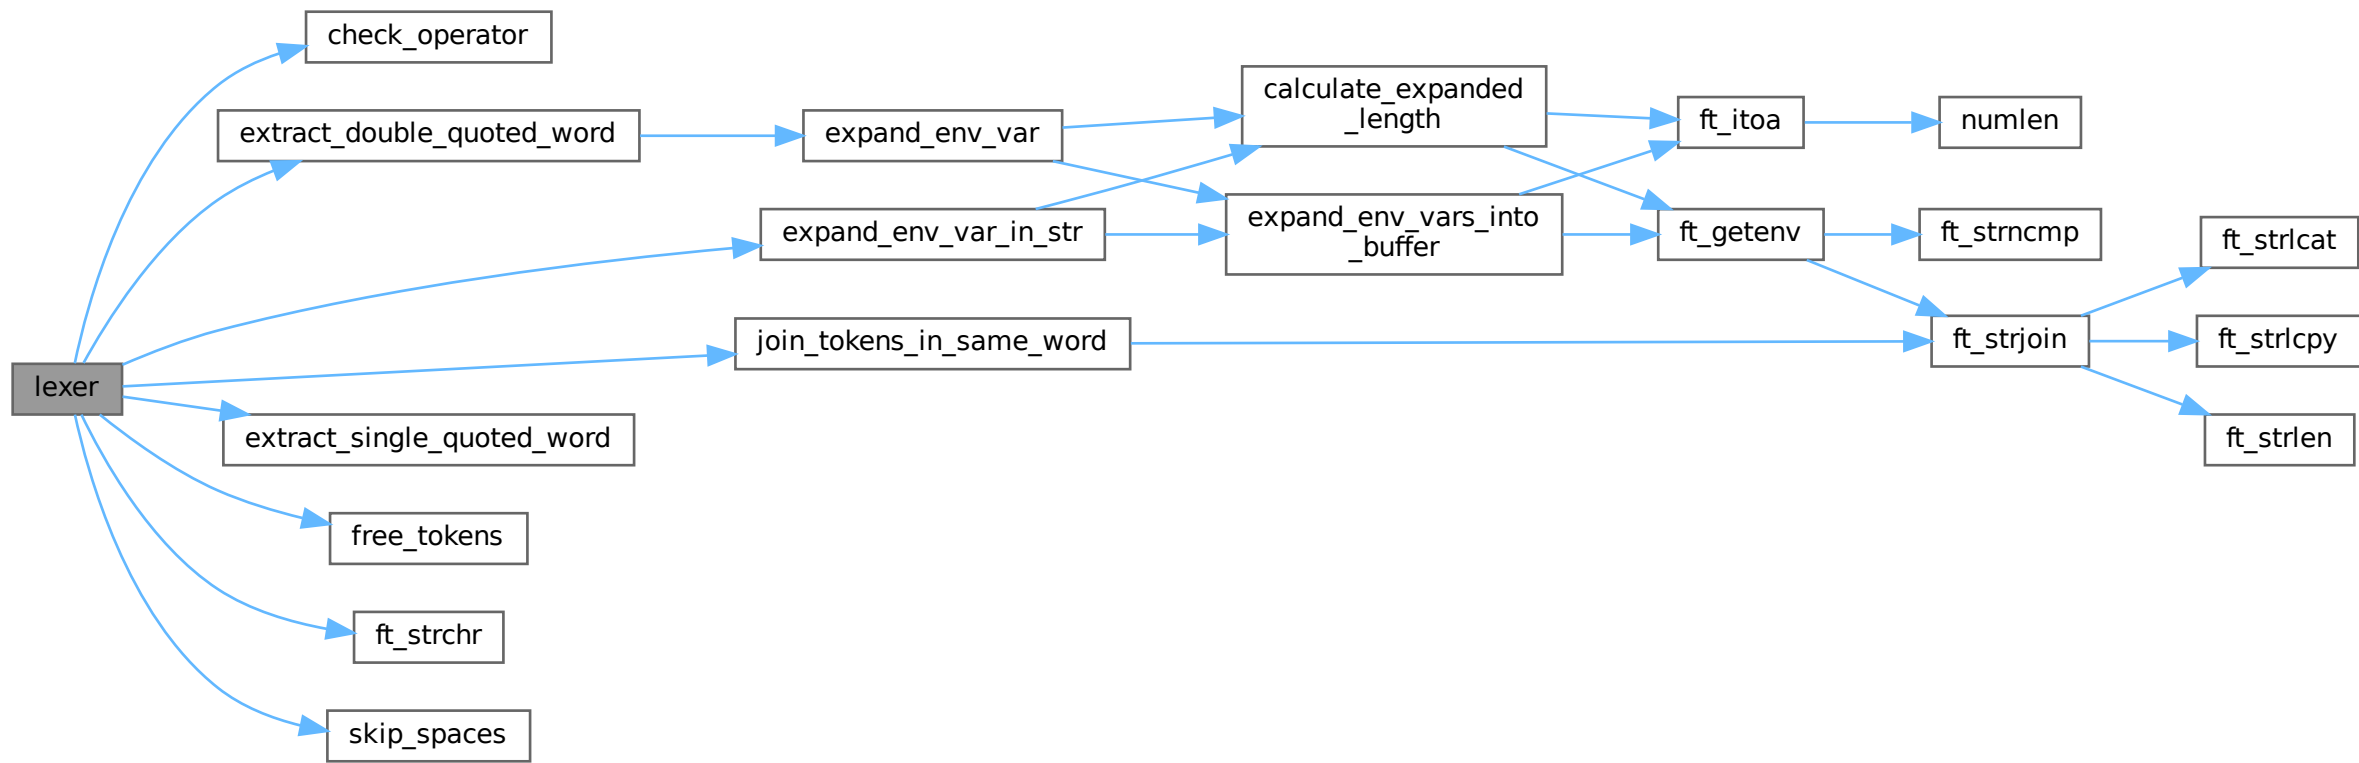 check_operator
extract_double_quoted_word
expand_env_var
calculate_expanded
_length
ft_itoa
numlen
expand_env_var_in_str
expand_env_vars_into
_buffer
ft_getenv
ft_strncmp
ft_strlcat
join_tokens_in_same_word
ft_strjoin
ft_strlcpy
lexer
extract_single_quoted_word
ft_strlen
free_tokens
ft_strchr
skip_spaces